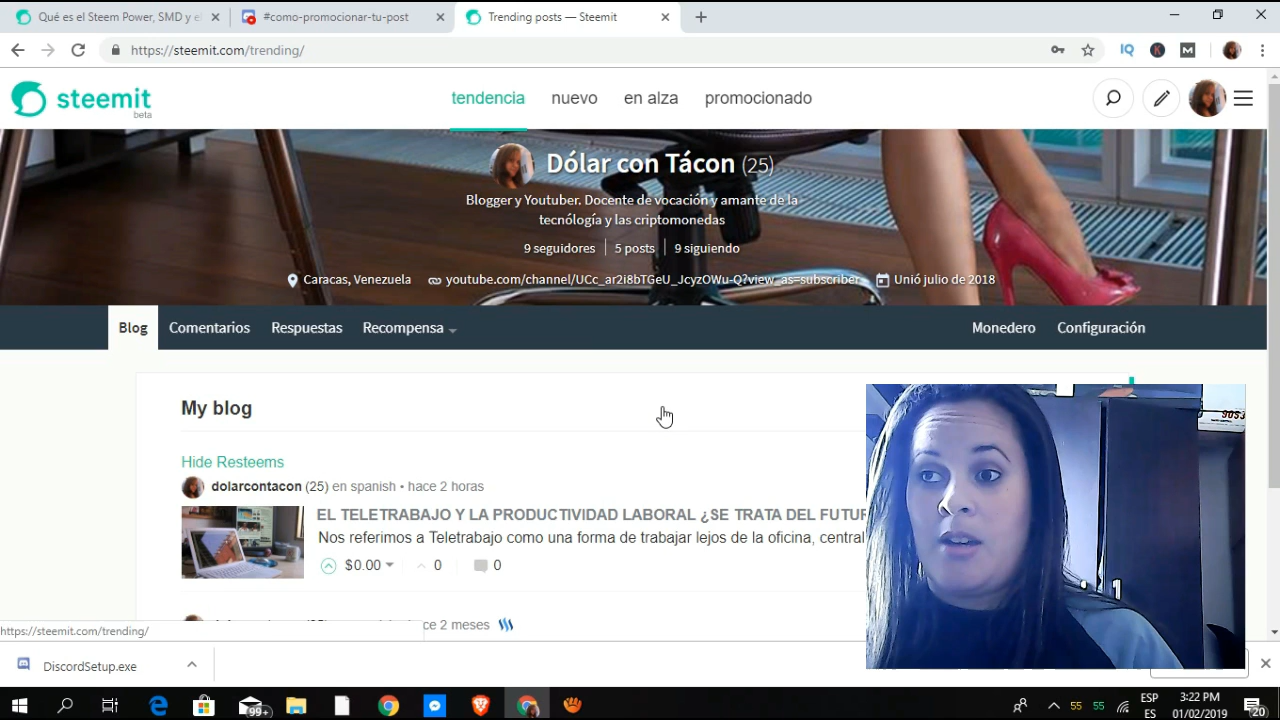 Qué es el Steem Power, SMD y el
#como-promocionar-tu-post
Trending posts — Steemit
https://steemit.com/trending/
IQ
K
M
steemit
beta
tendencia
nuevo
en alza
promocionado
Dólar con Tácon (25)
Blogger y Youtuber. Docente de vocación y amante de la
tecnólógía y las criptomonedas
9 seguidores
5 posts
9 siguiendo
Caracas, Venezuela
youtube.com/channel/UCc_ar2i8bTGeU_JcyzOWu-Q?view_as=subscriber
Unió julio de 2018
Blog
Comentarios
Respuestas
Recompensa
Monedero
Configuración
My blog
Hide Resteems
dolarcontacon (25) en spanish • hace 2 horas
EL TELETRABAJO Y LA PRODUCTIVIDAD LABORAL ¿SE TRATA DEL FUTUR
Nos referimos a Teletrabajo como una forma de trabajar lejos de la oficina, central
$0.00
0
0
ce 2 meses
https://steemit.com/trending/
DiscordSetup.exe
99+
55
55
ESP
ES
3:22 PM
01/02/2019
20